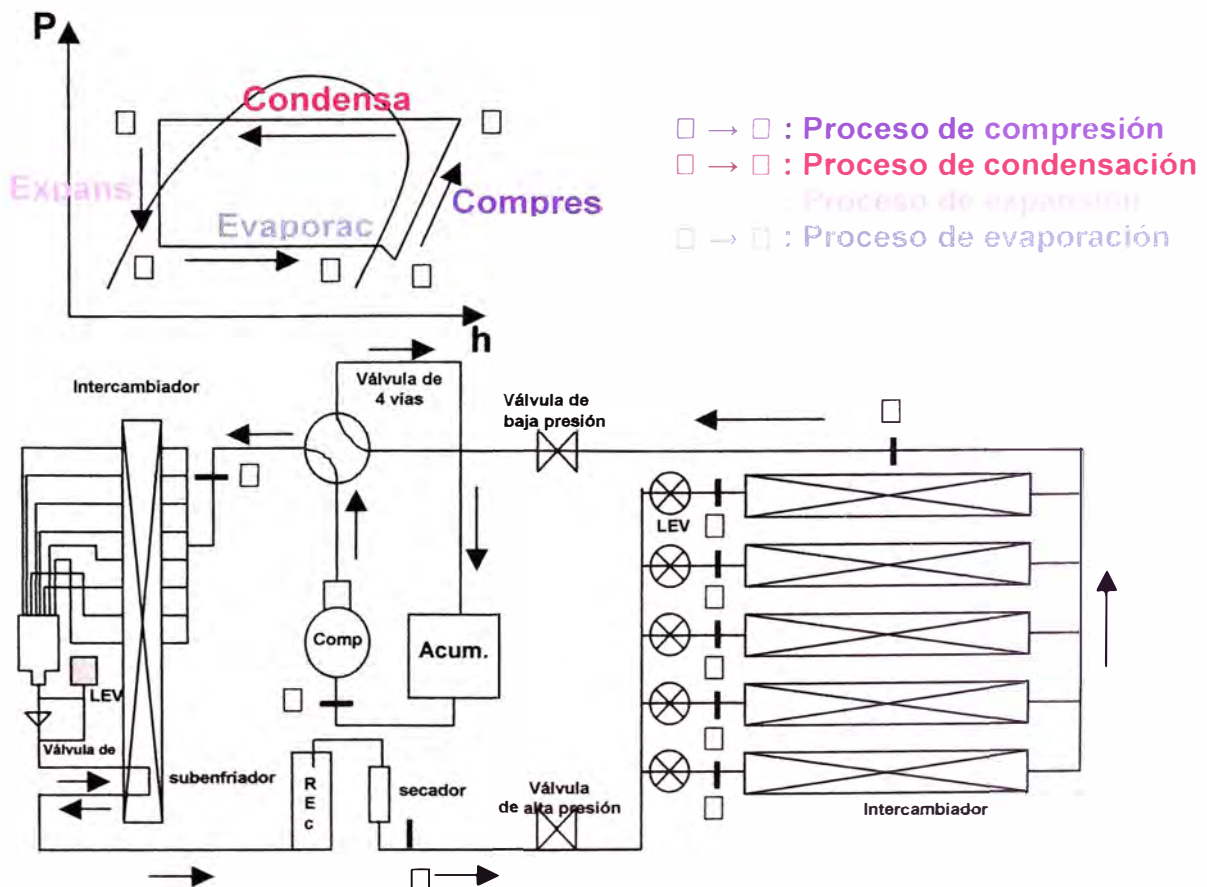 P
Condensa
Expans
Evaporac
Compres
h
□ → □ : Proceso de compresión
□ → □ : Proceso de condensación
: Proceso de expansión
□ → □ : Proceso de evaporación
Intercambiador
Válvula de
4 vías
Válvula de
baja presión
LEV
Comp
Acum.
LEV
Válvula de
subenfriador
REc
secador
Válvula
de alta presión
Intercambiador